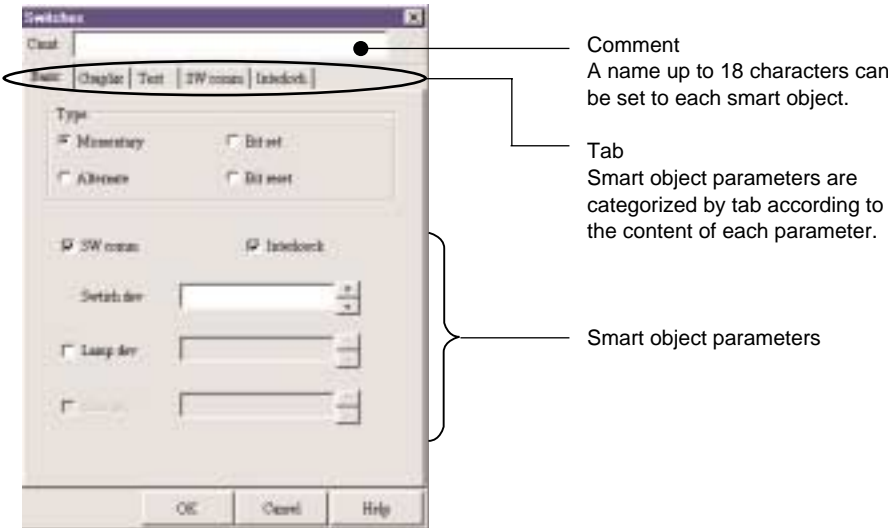 Switches
Cmnt
Comment
A name up to 18 characters can
be set to each smart object.
Basic Graphic Text SW comm Interlock
Tab
Smart object parameters are
categorized by tab according to
the content of each parameter.
Type
Momentary Bit set
Alternate Bit reset
SW comm Interlock
Switch dev
Lamp dev
Smart object parameters
OK Cancel Help